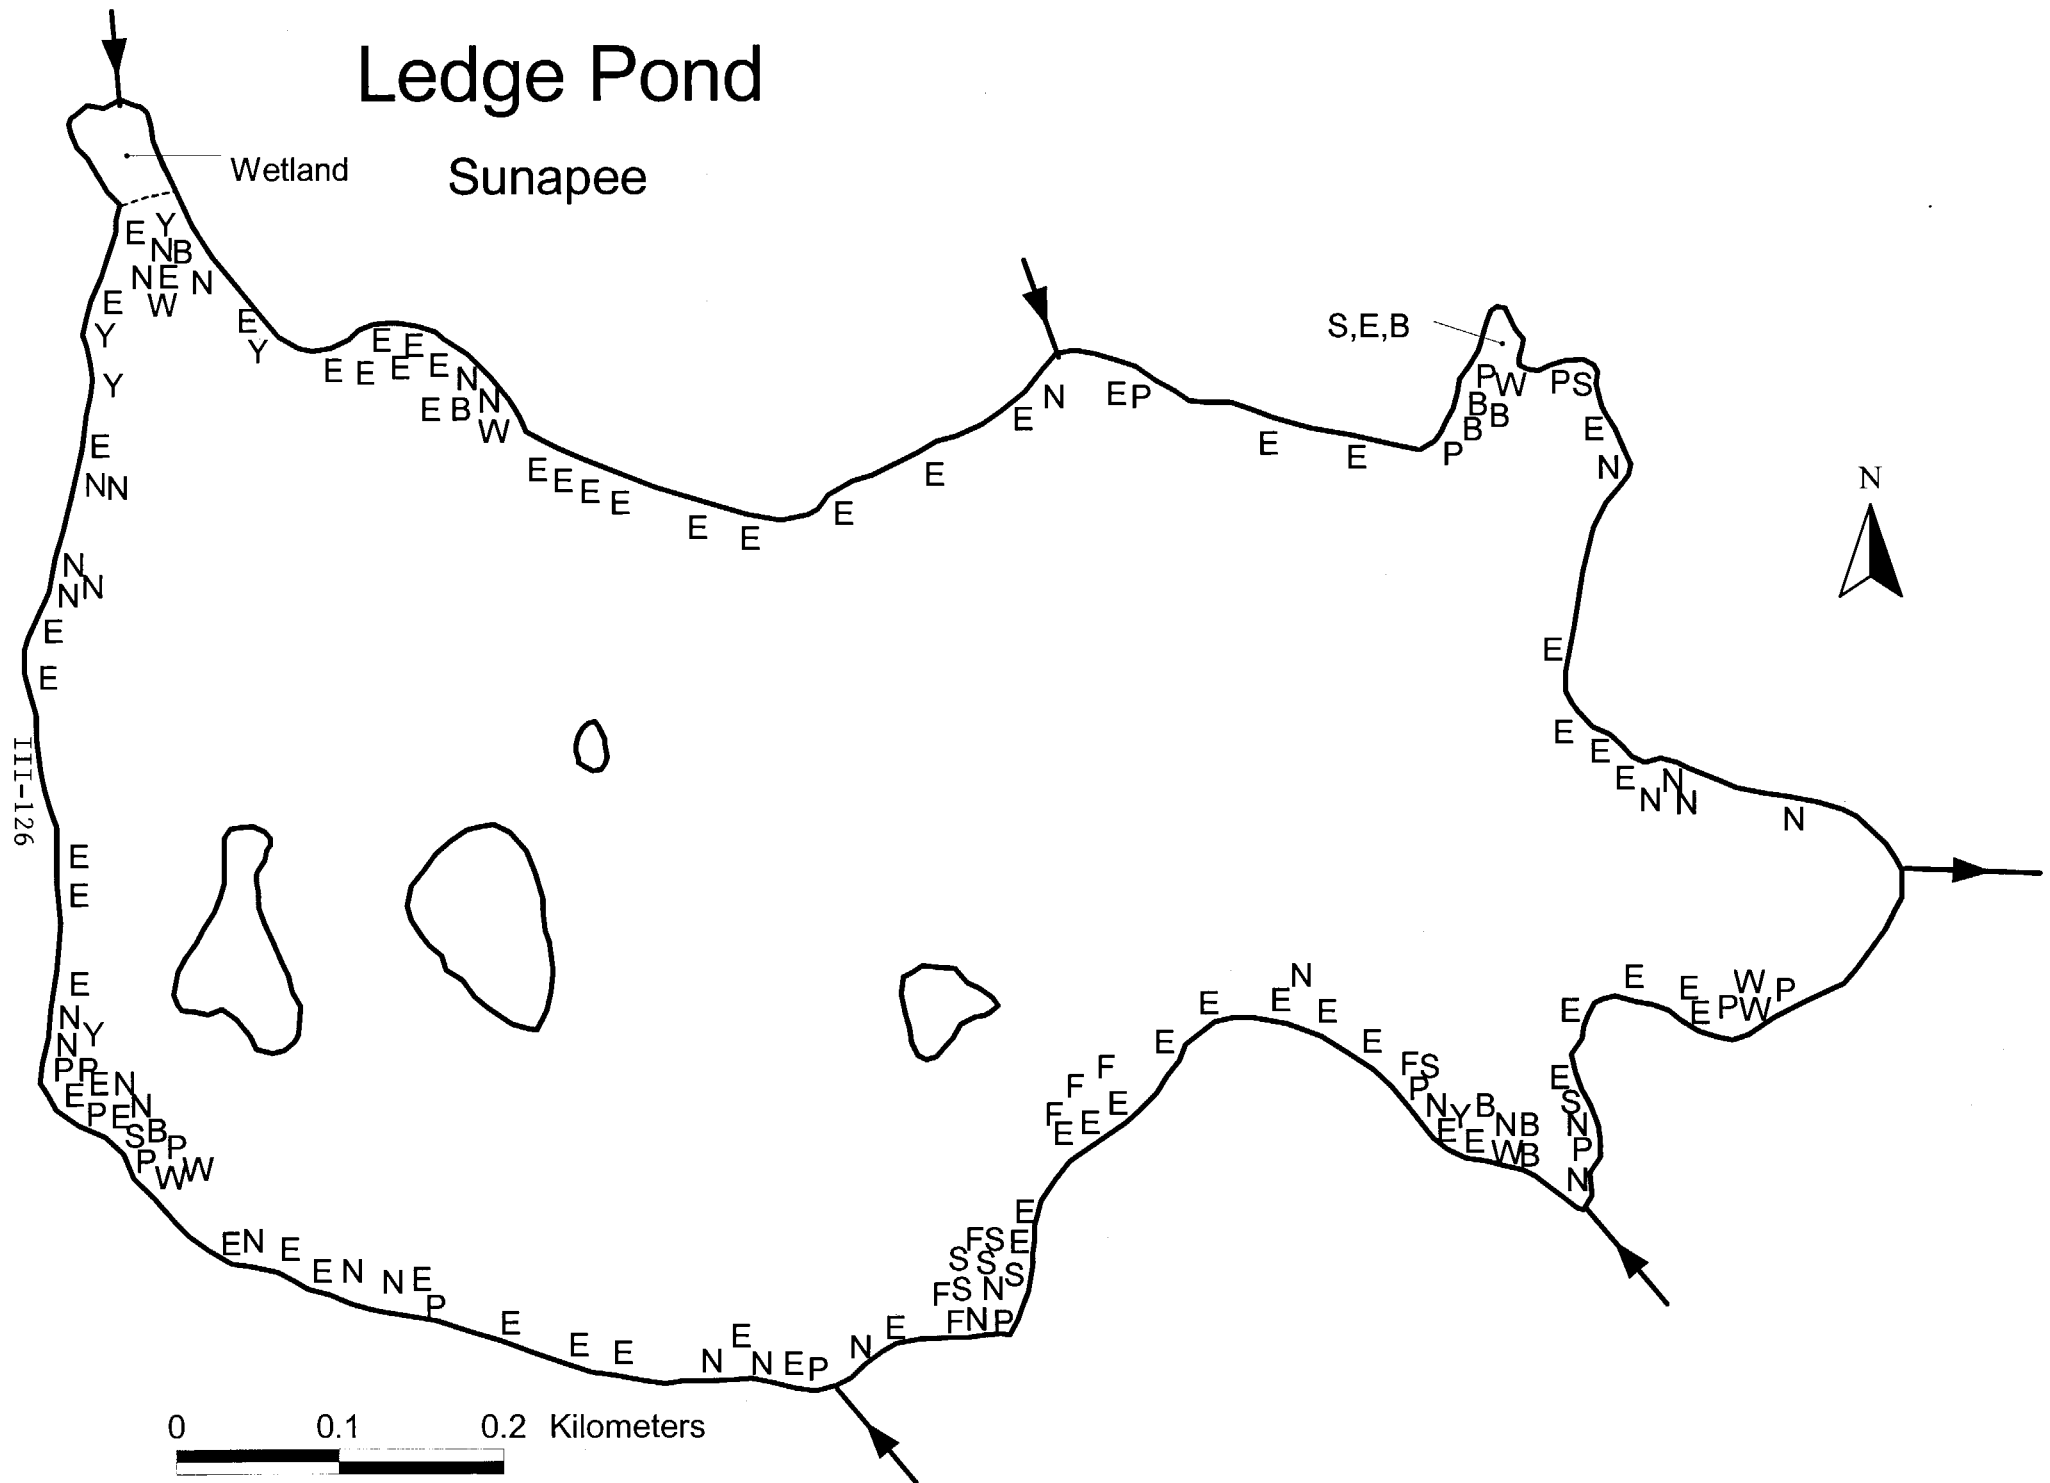 Ledge Pond
Sunapee
Wetland
E Y
N B
N E N
E W
Y
E
Y
Y
E E
E E E E
N
E B N
W
E
N N
E E E E
E E
E
E
E N
E P
E
E
S,E,B
P W
P S
B B
B
P
E
N
N
N
N N
E
E
E
E
E
E N N
N
N
III-126
E
E
E
N Y
N
P P
E E N
P E N
S B P
P W W
E N E
E N N E
P
E
E E
N E N E P
N E
F N P
F S N
S S S
F S E
E
F F
F E E E
E
E
E N E
E
F S
P
N Y B N B
E E W B
E
E
S
N
P
N
E
E W P
E P W
N
0 0.1 0.2 Kilometers